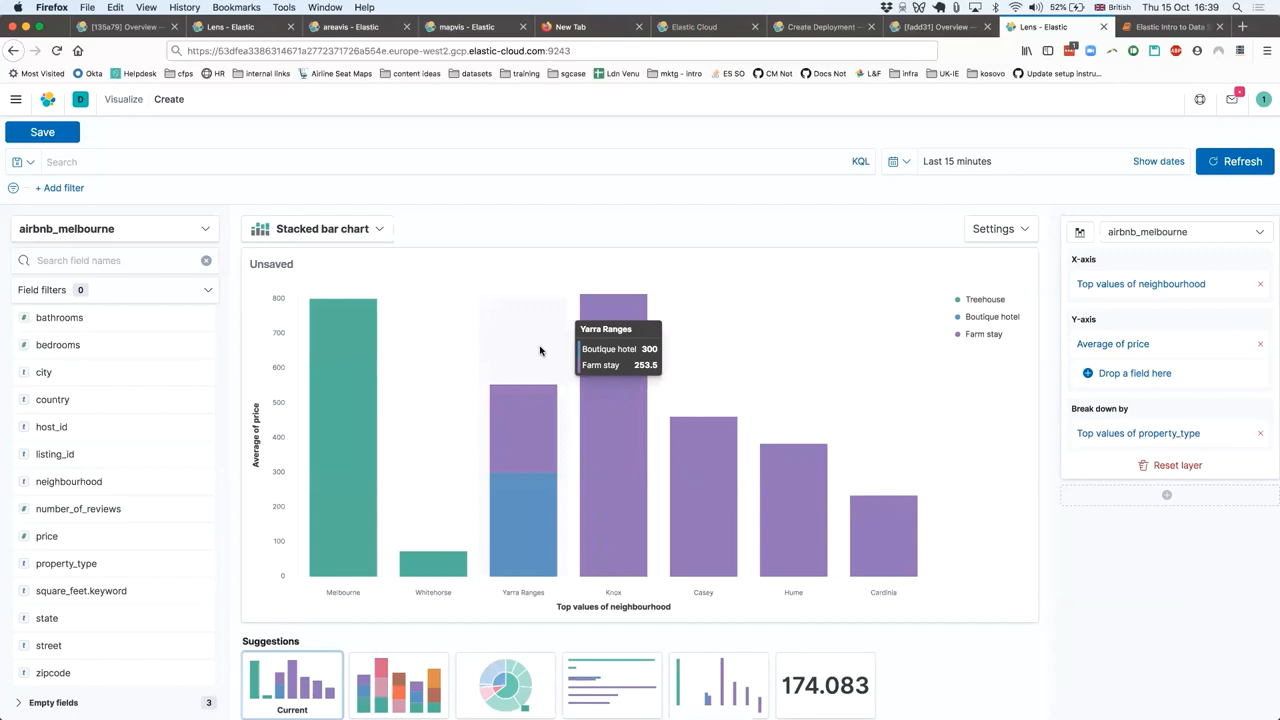 Firefox File Edit View History Bookmarks Tools Window Help 52% British Thu 15 Oct 16:39
[135a79] Overview — Lens - Elastic areavis - Elastic mapvis - Elastic New Tab Elastic Cloud Create Deployment — [fadd31] Overview — Lens - Elastic Elastic Intro to Data S
https://53dfea3386314671a2772371726a554e.europe-west2.gcp.elastic-cloud.com:9243
Most Visited Okta Helpdesk cfps HR internal links Airline Seat Maps content ideas datasets training sgcase Ldn Venu mktg - intro ES SO CM Not Docs Not L&F infra UK-IE kosovo Update setup instru...
D Visualize Create 1
Save
Search KQL Last 15 minutes Show dates Refresh
+ Add filter
airbnb_melbourne
Search field names
Field filters 0
bathrooms
bedrooms
city
country
host_id
listing_id
neighbourhood
number_of_reviews
price
property_type
square_feet.keyword
state
street
zipcode
Empty fields 3
Stacked bar chart Settings
Unsaved
800
700
600
500
400
300
200
100
0
Average of price
Yarra Ranges
Boutique hotel 300
Farm stay 253.5
Treehouse
Boutique hotel
Farm stay
Melbourne Whitehorse Yarra Ranges Knox Casey Hume Cardinia
Top values of neighbourhood
Suggestions
Current
174.083
airbnb_melbourne
X-axis
Top values of neighbourhood
Y-axis
Average of price
Drop a field here
Break down by
Top values of property_type
Reset layer